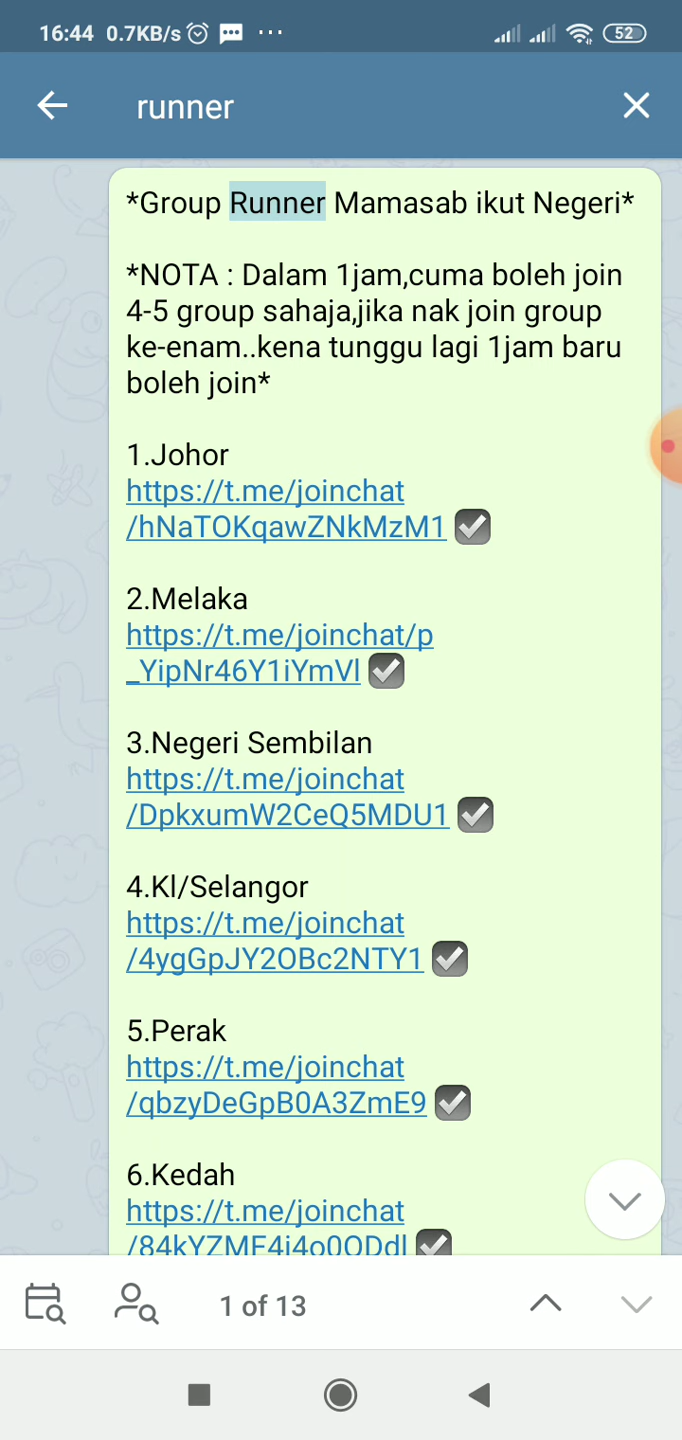 16:44 0.7KB/s ...
52
runner
*Group Runner Mamasab ikut Negeri*
*NOTA : Dalam 1jam,cuma boleh join
4-5 group sahaja,jika nak join group
ke-enam..kena tunggu lagi 1jam baru
boleh join*
1.Johor
https://t.me/joinchat
/hNaTOKqawZNkMzM1
2.Melaka
https://t.me/joinchat/p
_YipNr46Y1iYmVl
3.Negeri Sembilan
https://t.me/joinchat
/DpkxumW2CeQ5MDU1
4.Kl/Selangor
https://t.me/joinchat
/4ygGpJY2OBc2NTY1
5.Perak
https://t.me/joinchat
/qbzyDeGpB0A3ZmE9
6.Kedah
https://t.me/joinchat
1 of 13